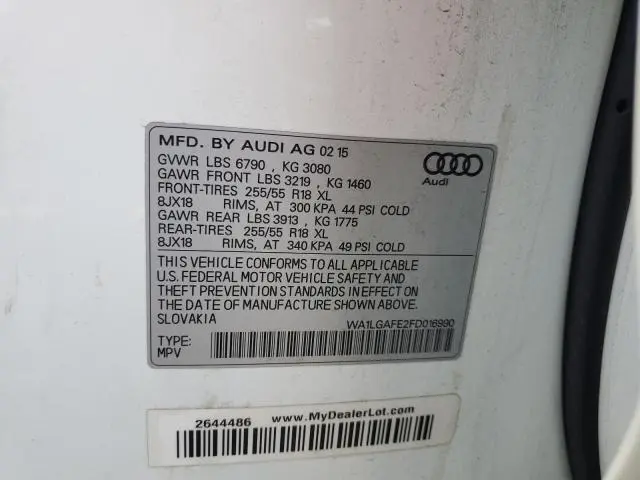 MFD. BY AUDI AG 02 15
GVWR LBS 6790 , KG 3080
GAWR FRONT LBS 3219 , KG 1460
FRONT-TIRES 255/55 R18 XL
8JX18 RIMS, AT 300 KPA 44 PSI COLD
GAWR REAR LBS 3913 , KG 1775
REAR-TIRES 255/55 R18 XL
8JX18 RIMS, AT 340 KPA 49 PSI COLD
Audi
THIS VEHICLE CONFORMS TO ALL APPLICABLE
U.S. FEDERAL MOTOR VEHICLE SAFETY AND
THEFT PREVENTION STANDARDS IN EFFECT ON
THE DATE OF MANUFACTURE SHOWN ABOVE.
SLOVAKIA WA1LGAFE2FD016990
TYPE:
MPV
2644486 www.MyDealerLot.com